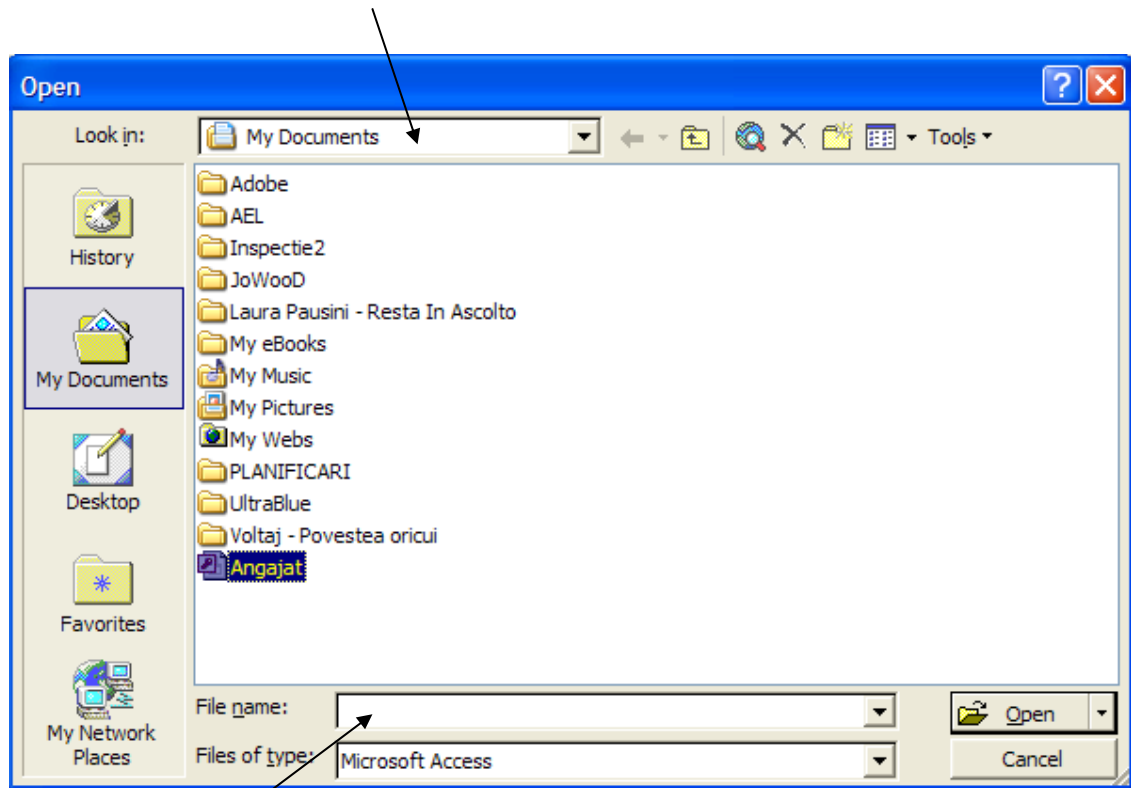 Open
Look in:
My Documents
Tools
History
My Documents
Desktop
Favorites
My Network
Places
Adobe
AEL
Inspectie2
JoWooD
Laura Pausini - Resta In Ascolto
My eBooks
My Music
My Pictures
My Webs
PLANIFICARI
UltraBlue
Voltaj - Povestea oricui
Angajat
File name:
Open
Files of type:
Microsoft Access
Cancel